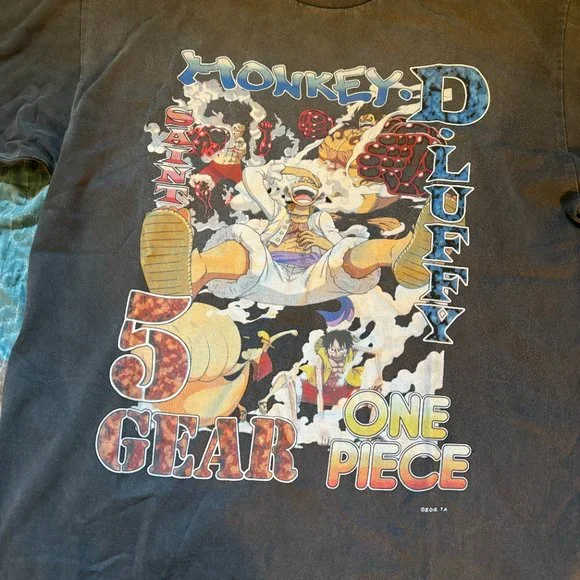 MONKEY.
D.LUFFY
SAINT
5
GEAR
ONE
PIECE